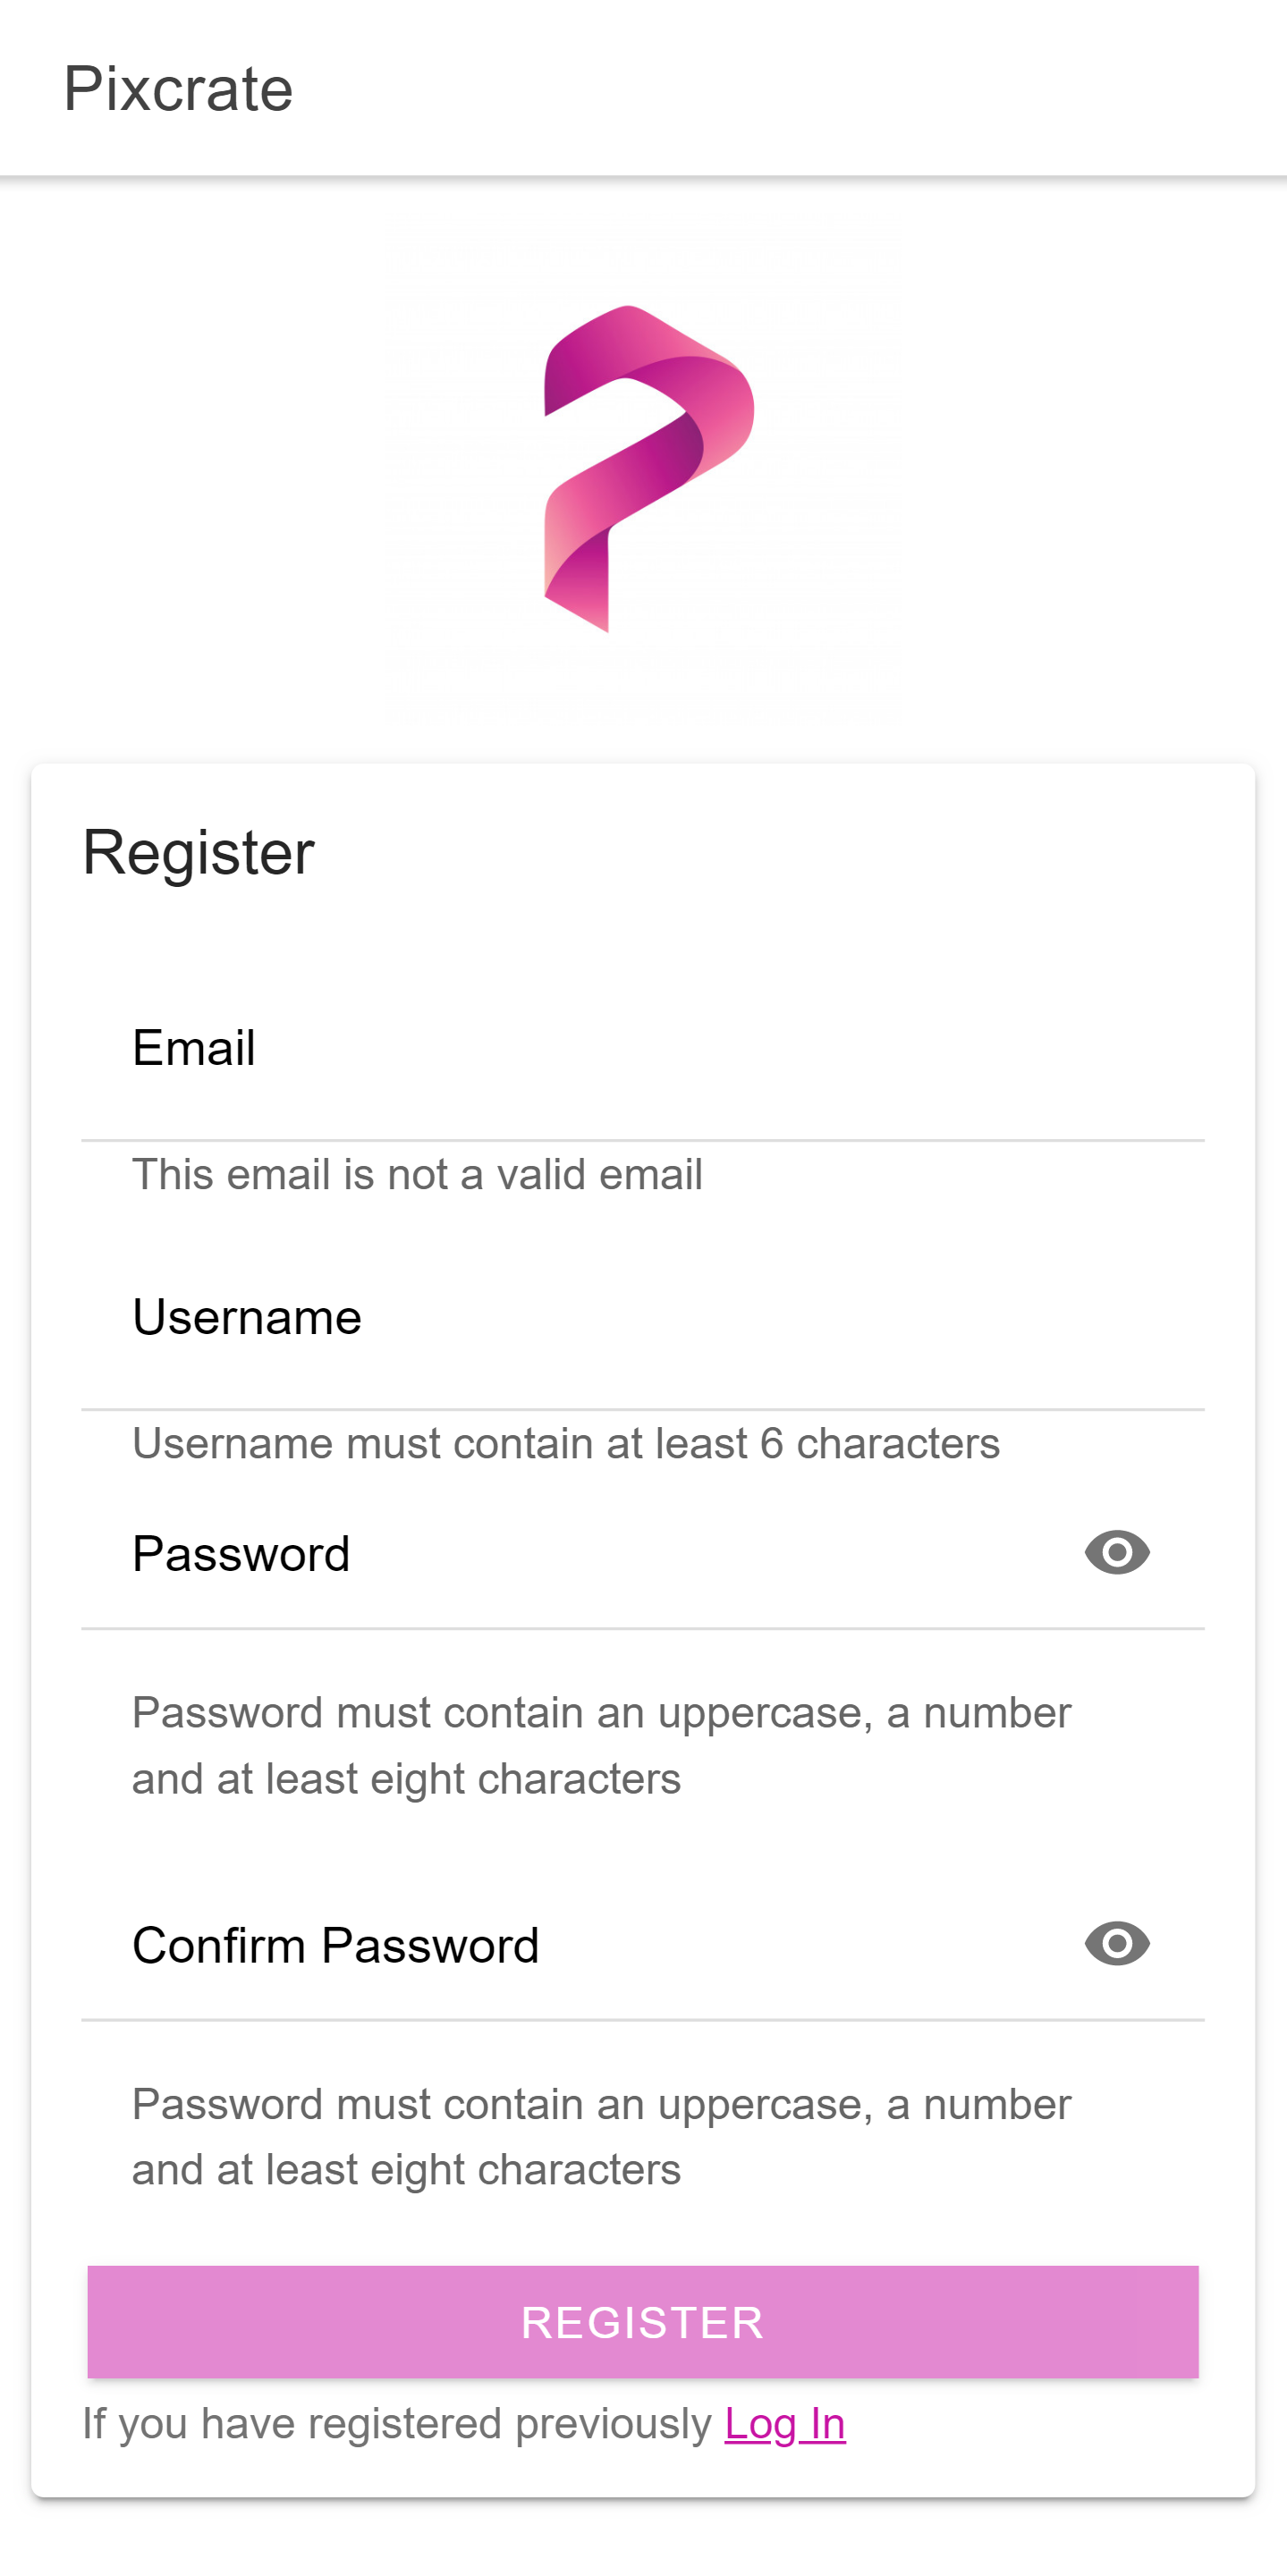 Pixcrate
Register
Email
This email is not a valid email
Username
Username must contain at least 6 characters
Password
Password must contain an uppercase, a number
and at least eight characters
Confirm Password
Password must contain an uppercase, a number
and at least eight characters
REGISTER
If you have registered previously Log In